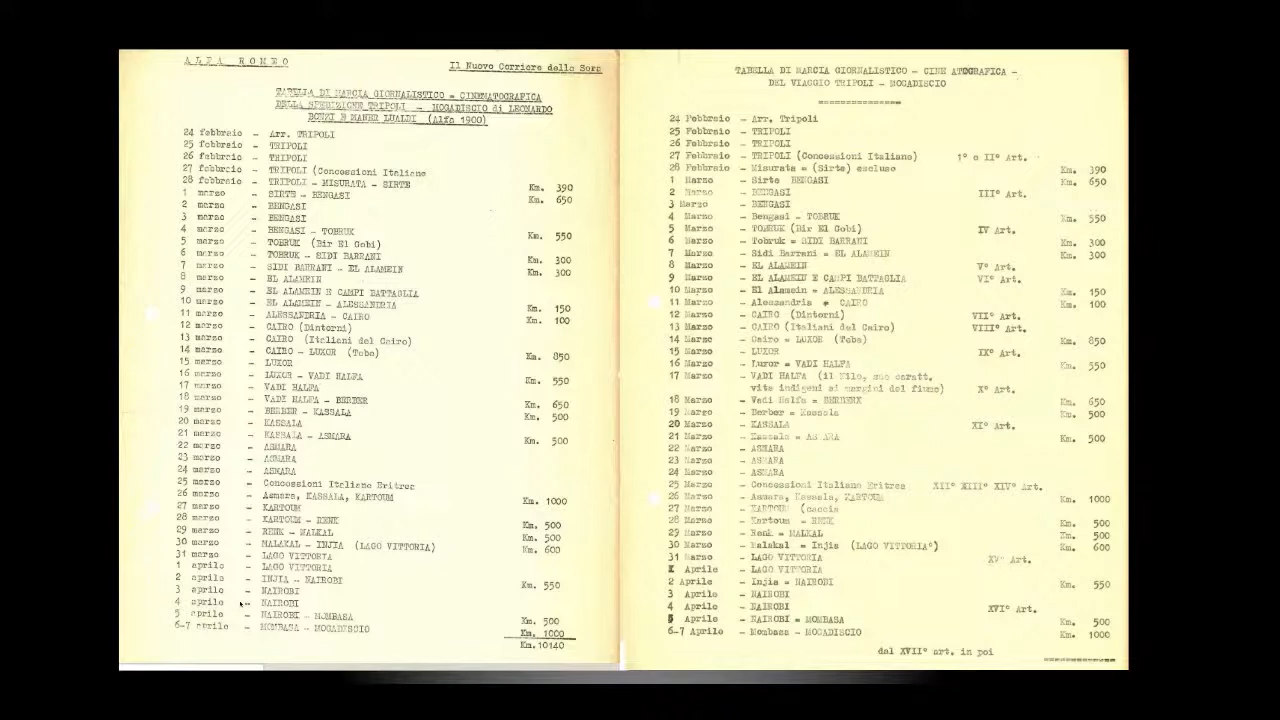 ALFA ROMEO
Il Nuovo Corriere della Sera
TABELLA DI MARCIA GIORNALISTICO = CINEMATOGRAFICA
DELLA SPEDIZIONE TRIPOLI - MOGADISCIO di LEONARDO
BONZI E MANER LUALDI (Alfa 1900)
24 febbraio - Arr. TRIPOLI
25 febbraio - TRIPOLI
26 febbraio - TRIPOLI
27 febbraio - TRIPOLI (Concessioni Italiane
28 febbraio - TRIPOLI - MISURATA - SIRTE Km. 390
1 marzo - SIRTE - BENGASI Km. 650
2 marzo - BENGASI
3 marzo - BENGASI
4 marzo - BENGASI - TOBRUK Km. 550
5 marzo - TOBRUK (Bir El Gobi)
6 marzo - TOBRUK - SIDI BARRANI Km. 300
7 marzo - SIDI BARRANI - EL ALAMEIN Km. 300
8 marzo - EL ALAMEIN
9 marzo - EL ALAMEIN E CAMPI BATTAGLIA
10 marzo - EL ALAMEIN - ALESSANDRIA Km. 150
11 marzo - ALESSANDRIA - CAIRO Km. 100
12 marzo - CAIRO (Dintorni)
13 marzo - CAIRO (Italiani del Cairo)
14 marzo - CAIRO - LUXOR (Tebe) Km. 850
15 marzo - LUXOR
16 marzo - LUXOR - VADI HALFA Km. 550
17 marzo - VADI HALFA
18 marzo - VADI HALFA - BERBER Km. 650
19 marzo - BERBER - KASSALA Km. 500
20 marzo - KASSALA
21 marzo - KASSALA - ASMARA Km. 500
22 marzo - ASMARA
23 marzo - ASMARA
24 marzo - ASMARA
25 marzo - Concessioni Italiane Eritrea
26 marzo - Asmara, KASSALA, KARTOUM Km. 1000
27 marzo - KARTOUM
28 marzo - KARTOUM - RENK Km. 500
29 marzo - RENK - MALKAL Km. 500
30 marzo - MALAKAL - INJIA (LAGO VITTORIA) Km. 600
31 marzo - LAGO VITTORIA
1 aprile - LAGO VITTORIA
2 aprile - INJIA - NAIROBI Km. 550
3 aprile - NAIROBI
4 aprile - NAIROBI
5 aprile - NAIROBI - MOMBASA Km. 500
6-7 aprile - MOMBASA - MOGADISCIO Km. 1000
Km. 10140
TABELLA DI MARCIA GIORNALISTICO - CINE ATOGRAFICA -
DEL VIAGGIO TRIPOLI - MOGADISCIO
===============
24 Febbraio - Arr. Tripoli
25 Febbraio - TRIPOLI
26 Febbraio - TRIPOLI
27 Febbraio - TRIPOLI (Concessioni Italiane) 1° o II° Art.
28 Febbraio - Misurata = (Sirte) escluso Km. 390
1 Marzo - Sirte BENGASI Km. 650
2 Marzo - BENGASI III° Art.
3 Marzo - BENGASI
4 Marzo - Bengasi - TOBRUK Km. 550
5 Marzo - TOBRUK (Bir El Gobi) IV Art.
6 Marzo - Tobruk = SIDI BARRANI Km. 300
7 Marzo - Sidi Barrani = EL ALAMEIN Km. 300
8 Marzo - EL ALAMEIN V° Art.
9 Marzo - EL ALAMEIN E CAMPI BATTAGLIA VI° Art.
10 Marzo - El Alamein = ALESSANDRIA Km. 150
11 Marzo - Alessandria = CAIRO Km. 100
12 Marzo - CAIRO (Dintorni) VII° Art.
13 Marzo - CAIRO (Italiani del Cairo) VIII° Art.
14 Marzo - Cairo = LUXOR (Tebe) Km. 850
15 Marzo - LUXOR IX° Art.
16 Marzo - Luxor = VADI HALFA Km. 550
17 Marzo - VADI HALFA (il Nilo, suo caratt.
vita indigeni ai margini del fiume) X° Art.
18 Marzo - Vadi Halfa = BERBERK Km. 650
19 Marzo - Berber = Kassala Km. 500
20 Marzo - KASSALA XI° Art.
21 Marzo - Kassala = ASMARA Km. 500
22 Marzo - ASMARA
23 Marzo - ASMARA
24 Marzo - ASMARA
25 Marzo - Concessioni Italiane Eritrea XII° XIII° XIV° Art.
26 Marzo - Asmara, Kassala, KARTOUM Km. 1000
27 Marzo - KARTOUM (caccia
28 Marzo - Kartoum = RENK Km. 500
29 Marzo - Renk = MALKAL Km. 500
30 Marzo - Malakal = Injia (LAGO VITTORIA°) Km. 600
31 Marzo - LAGO VITTORIA XV° Art.
1 Aprile - LAGO VITTORIA
2 Aprile - Injia = NAIROBI Km. 550
3 Aprile - NAIROBI
4 Aprile - NAIROBI XVI° Art.
5 Aprile - NAIROBI = MOMBASA Km. 500
6-7 Aprile - Mombasa - MOGADISCIO Km. 1000
dal XVII° art. in poi